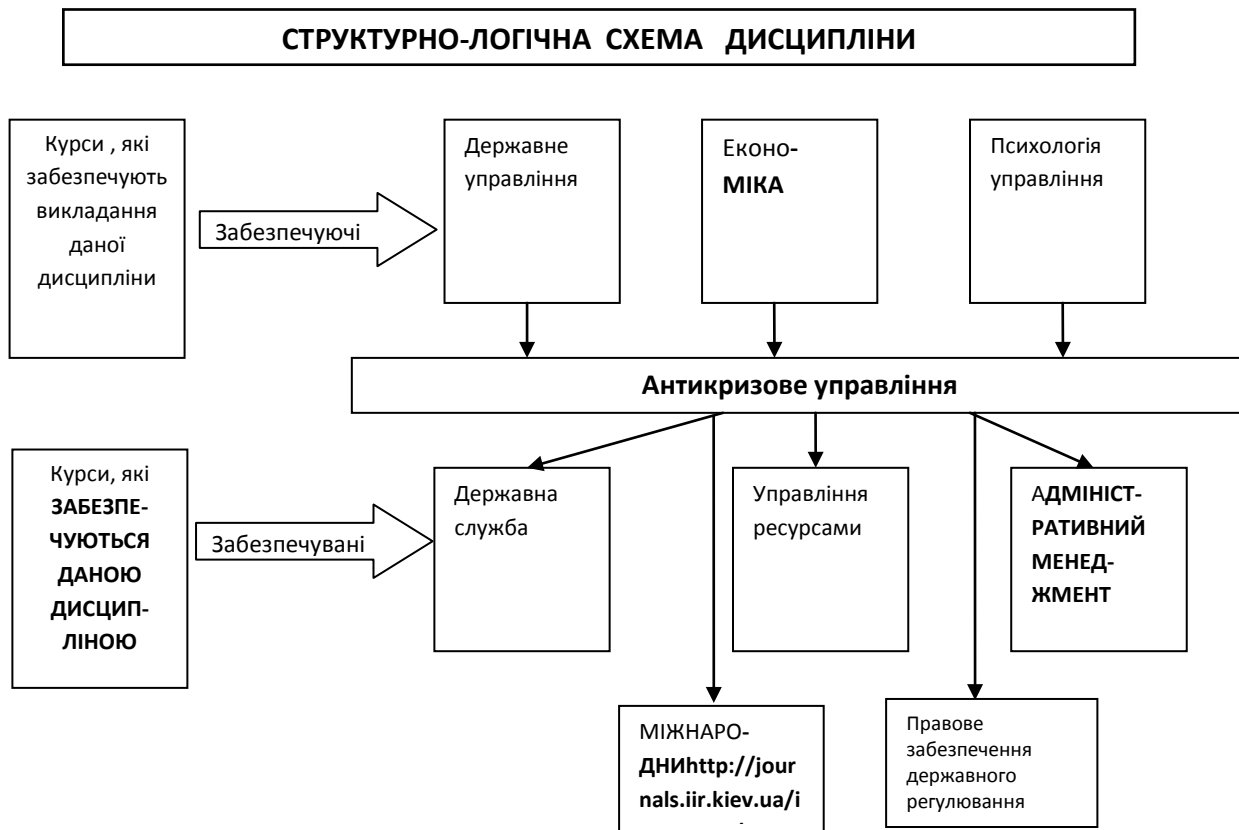 СТРУКТУРНО-ЛОГІЧНА СХЕМА ДИСЦИПЛІНИ
Курси , які
забезпечують
викладання
даної
дисципліни
Забезпечуючі
Державне
управління
Еконо-
МІКА
Психологія
управління
Антикризове управління
Курси, які
ЗАБЕЗПЕ-
ЧУЮТЬСЯ
ДАНОЮ
ДИСЦИП-
ЛІНОЮ
Забезпечувані
Державна
служба
Управління
ресурсами
АДМІНІСТ-
РАТИВНИЙ
МЕНЕД-
ЖМЕНТ
МІЖНАРО-
ДНИhttp://jour
nals.iir.kiev.ua/i
Правове
забезпечення
державного
регулювання